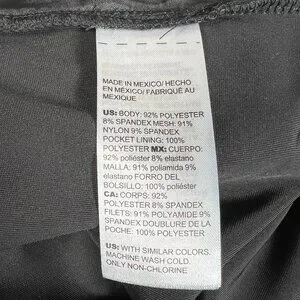 MADE IN MEXICO/ HECHO
EN MÉXICO/ FABRIQUÉ AU
MEXIQUE
US: BODY: 92% POLYESTER
8% SPANDEX MESH: 91%
NYLON 9% SPANDEX
POCKET LINING: 100%
POLYESTER MX: CUERPO:
92% poliéster 8% elastano
MALLA: 91% poliamida 9%
elastano FORRO DEL
BOLSILLO: 100% poliéster
CA: CORPS: 92%
POLYESTER 8% SPANDEX
FILETS: 91% POLYAMIDE 9%
SPANDEX DOUBLURE DE LA
POCHE: 100% POLYESTER
US: WITH SIMILAR COLORS.
MACHINE WASH COLD.
ONLY NON-CHLORINE